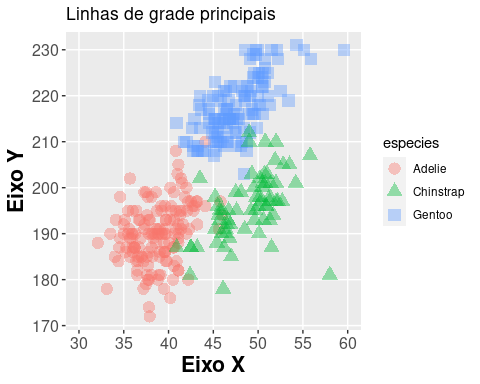 Linhas de grade principais
Eixo Y
230
220
210
200
190
180
170
30 35 40 45 50 55 60
Eixo X
especies
Adelie
Chinstrap
Gentoo